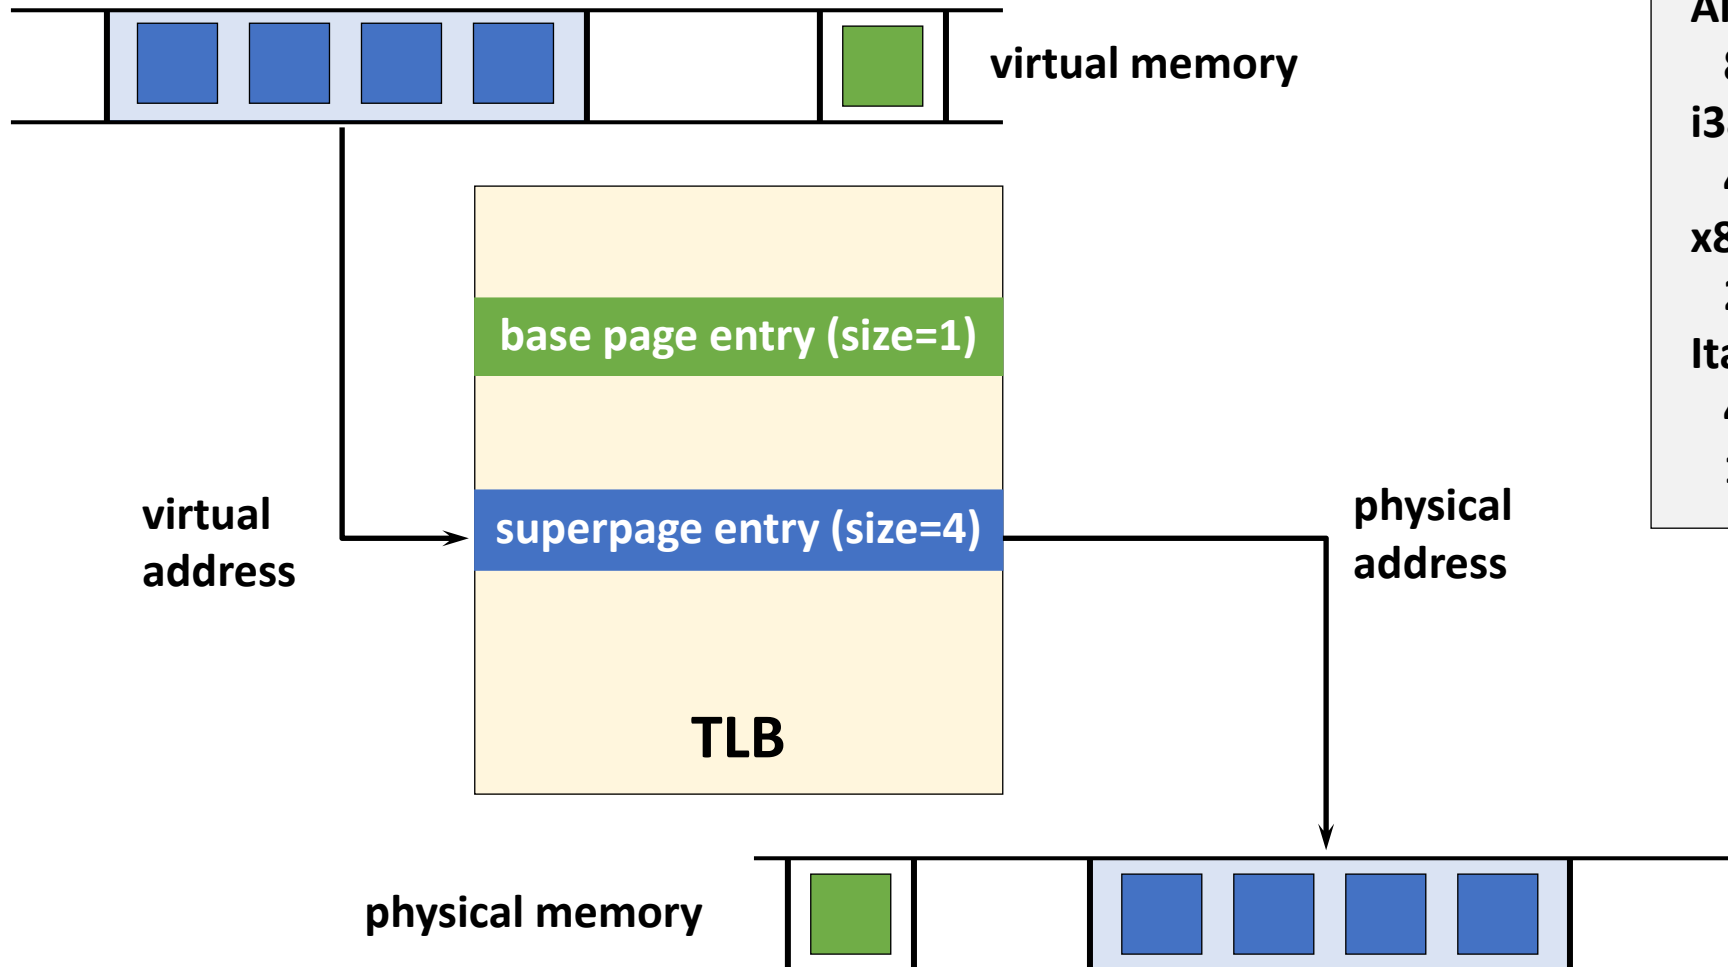 virtual memory
base page entry (size=1)
superpage entry (size=4)
virtual
address
physical
address
TLB
physical memory